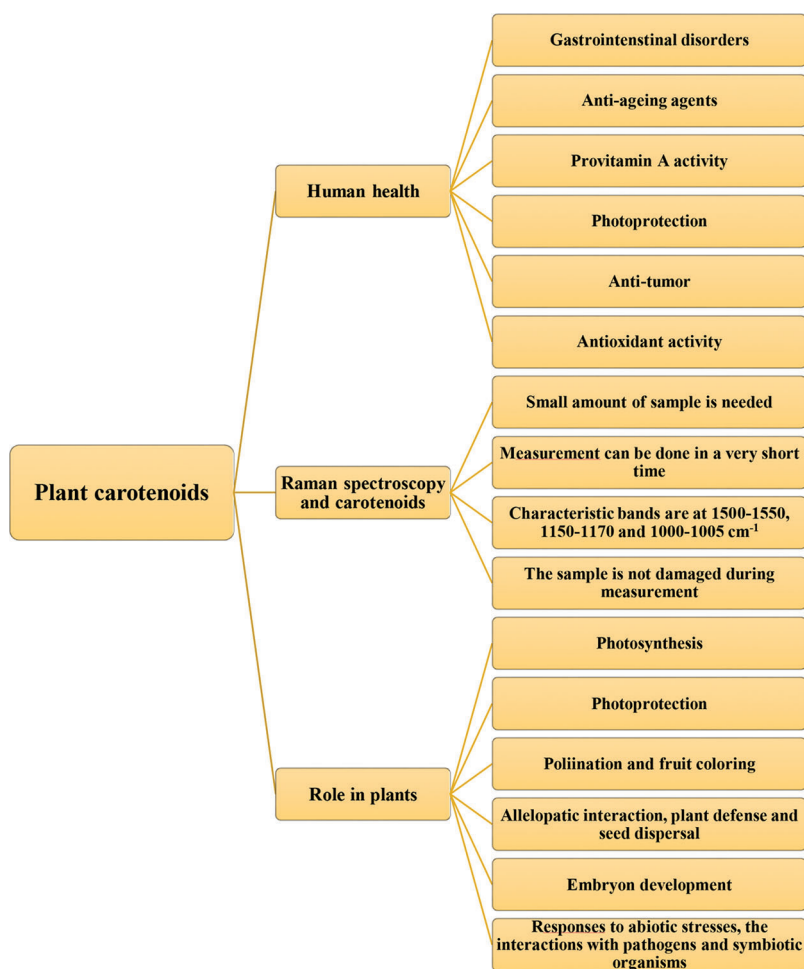 Plant carotenoids
Human health
Gastrointenstinal disorders
Anti-ageing agents
Provitamin A activity
Photoprotection
Anti-tumor
Antioxidant activity
Raman spectroscopy
and carotenoids
Small amount of sample is needed
Measurement can be done in a very short
time
Characteristic bands are at 1500-1550,
1150-1170 and 1000-1005 cm⁻¹
The sample is not damaged during
measurement
Role in plants
Photosynthesis
Photoprotection
Poliination and fruit coloring
Allelopatic interaction, plant defense and
seed dispersal
Embryon development
Responses to abiotic stresses, the
interactions with pathogens and symbiotic
organisms